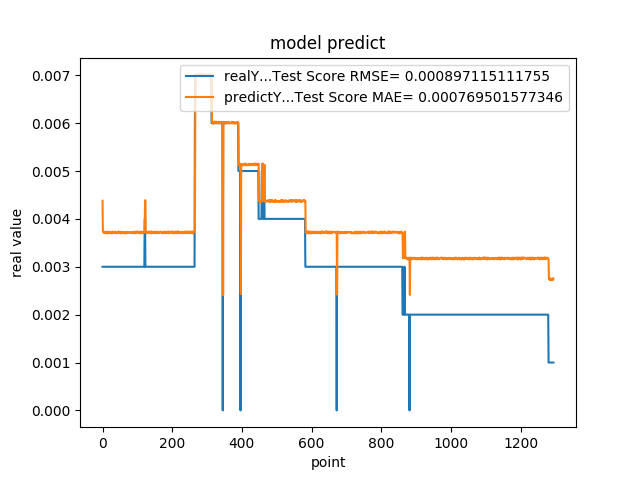 model predict
realY...Test Score RMSE= 0.000897115111755
predictY...Test Score MAE= 0.000769501577346
0.007
0.006
0.005
0.004
0.003
0.002
0.001
0.000
real value
0 200 400 600 800 1000 1200
point